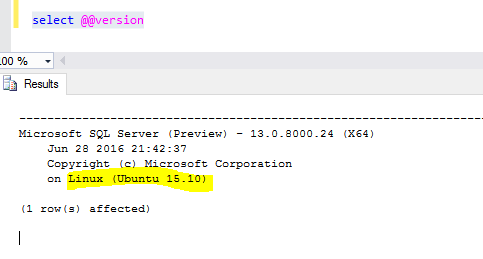 select @@version
100 %
Results
--------------------------------------------------------------------------------
Microsoft SQL Server (Preview) - 13.0.8000.24 (X64)
Jun 28 2016 21:42:37
Copyright (c) Microsoft Corporation
on Linux (Ubuntu 15.10)
(1 row(s) affected)